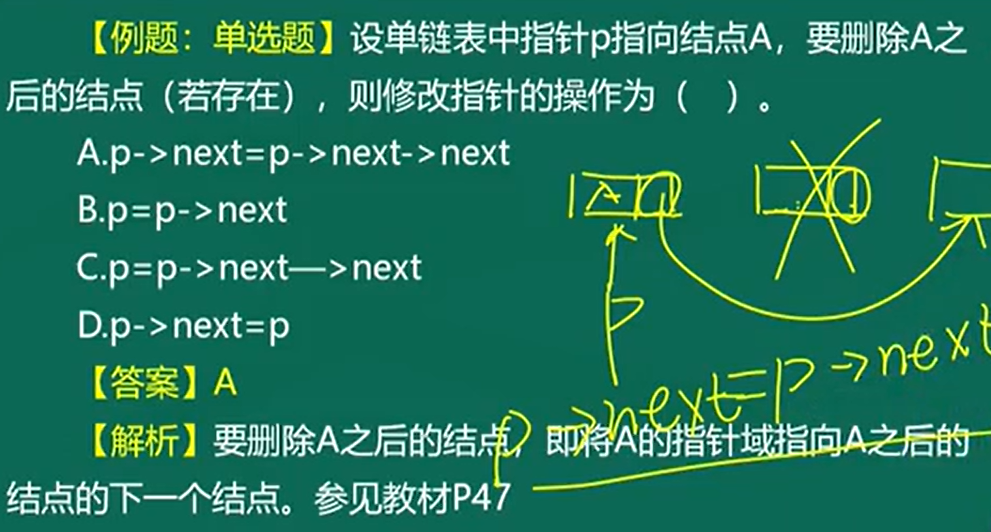 【例题：单选题】设单链表中指针p指向结点A，要删除A之
后的结点（若存在），则修改指针的操作为（　）。
A.p->next=p->next->next
B.p=p->next
C.p=p->next—>next
D.p->next=p
【答案】A
【解析】要删除A之后的结点，即将A的指针域指向A之后的
结点的下一个结点。参见教材P47
A
P
p->next=p->next